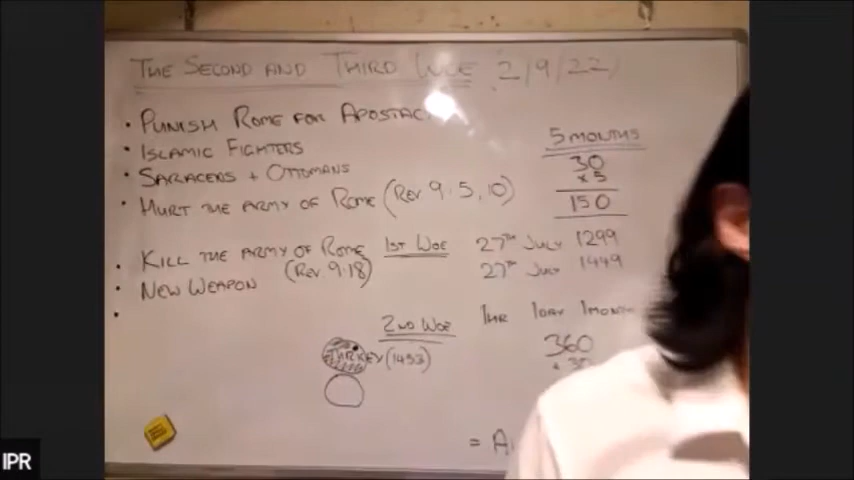 THE SECOND AND THIRD WOE 2/9/22
• PUNISH ROME FOR APOSTAC
• ISLAMIC FIGHTERS
• SARACENS + OTTOMANS
• HURT THE ARMY OF ROME (REV 9:5,10)
• KILL THE ARMY OF ROME
(REV. 9:18)
• NEW WEAPON
5 MONTHS
30
x 5
150
1ST WOE
27TH JULY 1299
27TH JULY 1449
2ND WOE
TURKEY (1453)
1HR 1DAY 1MONTH
360
+ 30
= A
IPR